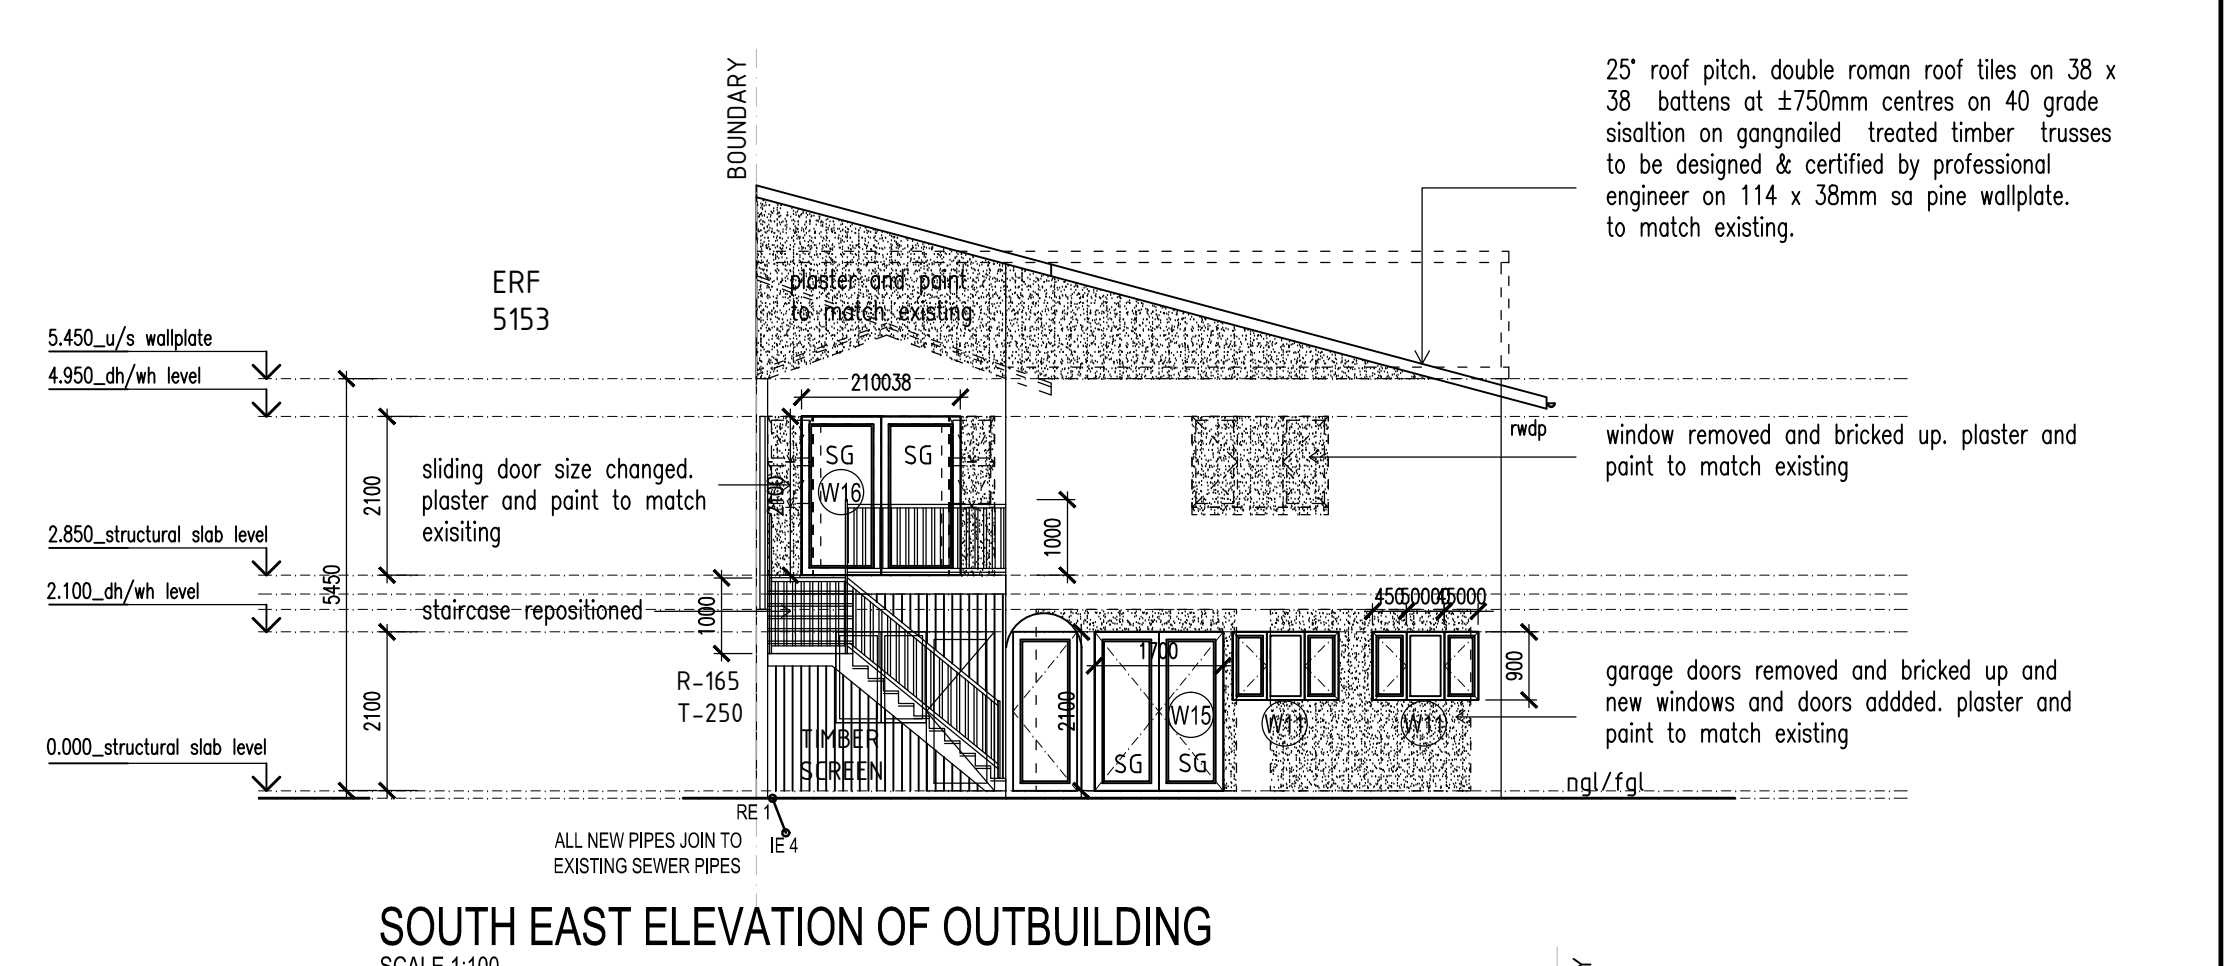 BOUNDARY
25° roof pitch. double roman roof tiles on 38 x
38 battens at ±750mm centres on 40 grade
sisaltion on gangnailed treated timber trusses
to be designed & certified by professional
engineer on 114 x 38mm sa pine wallplate.
to match existing.
ERF
5153
plaster and paint
to match existing
5.450_u/s wallplate
4.950_dh/wh level
2.850_structural slab level
2.100_dh/wh level
0.000_structural slab level
5450
2100
2100
sliding door size changed.
plaster and paint to match
exisiting
staircase repositioned
210038
2100
SG
SG
W16
1000
1000
rwdp
window removed and bricked up. plaster and
paint to match existing
R-165
T-250
TIMBER
SCREEN
1700
2100
W15
SG
SG
W11
W11
900
garage doors removed and bricked up and
new windows and doors addded. plaster and
paint to match existing
ngl/fgl
RE 1
IE 4
ALL NEW PIPES JOIN TO
EXISTING SEWER PIPES
SOUTH EAST ELEVATION OF OUTBUILDING
SCALE 1:100